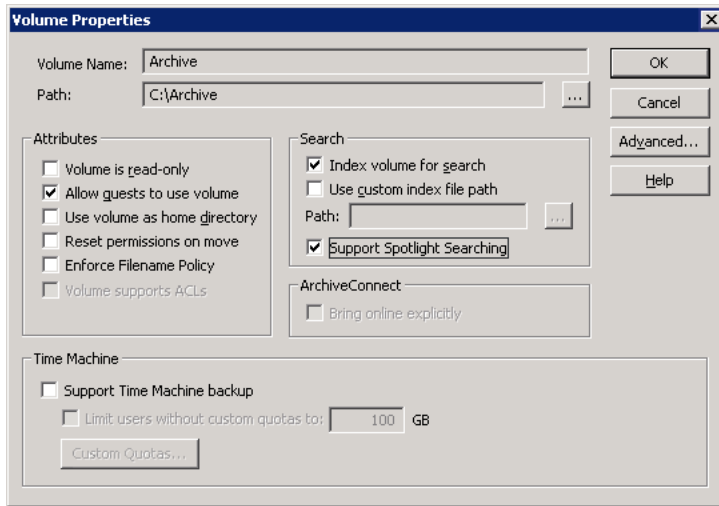 Volume Properties
Volume Name: Archive
OK
Path: C:\Archive ...
Cancel
Attributes
Volume is read-only
Allow guests to use volume
Use volume as home directory
Reset permissions on move
Enforce Filename Policy
Volume supports ACLs
Search
Index volume for search
Use custom index file path
Path: ...
Support Spotlight Searching
Advanced...
Help
ArchiveConnect
Bring online explicitly
Time Machine
Support Time Machine backup
Limit users without custom quotas to: 100 GB
Custom Quotas...